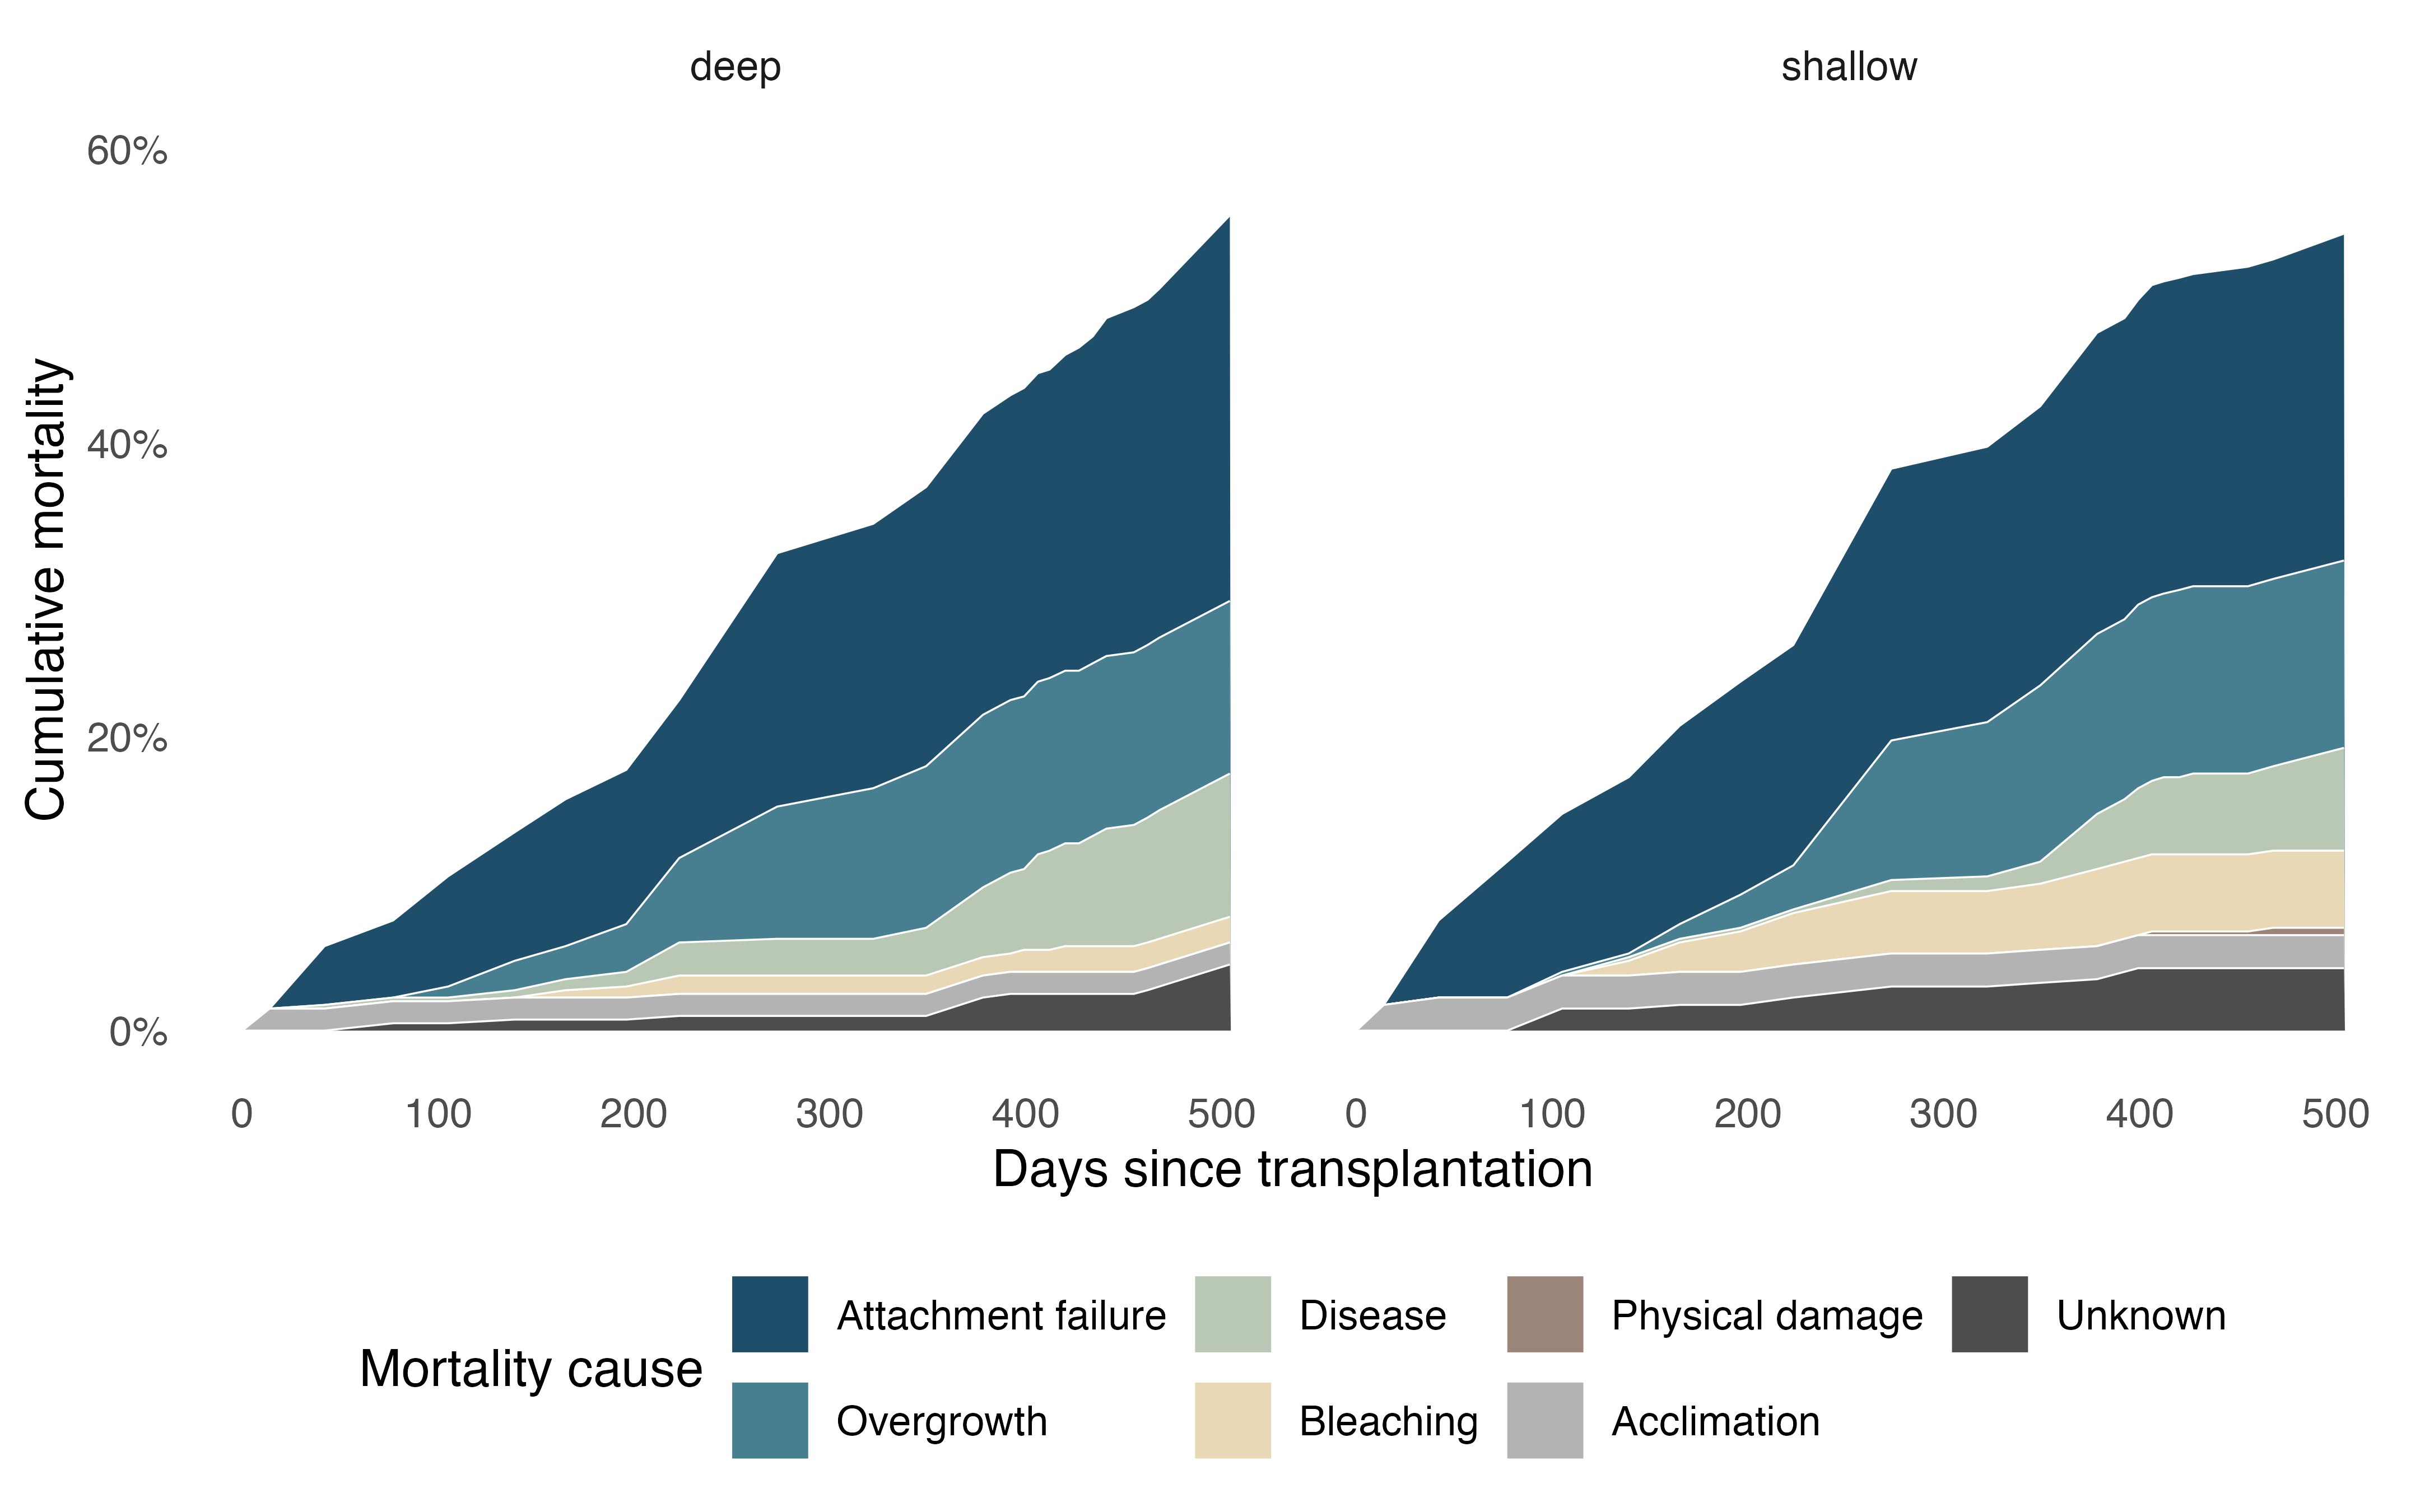 deep
shallow
60%
40%
20%
0%
Cumulative mortality
0 100 200 300 400 500
0 100 200 300 400 500
Days since transplantation
Mortality cause
Attachment failure
Disease
Physical damage
Unknown
Overgrowth
Bleaching
Acclimation